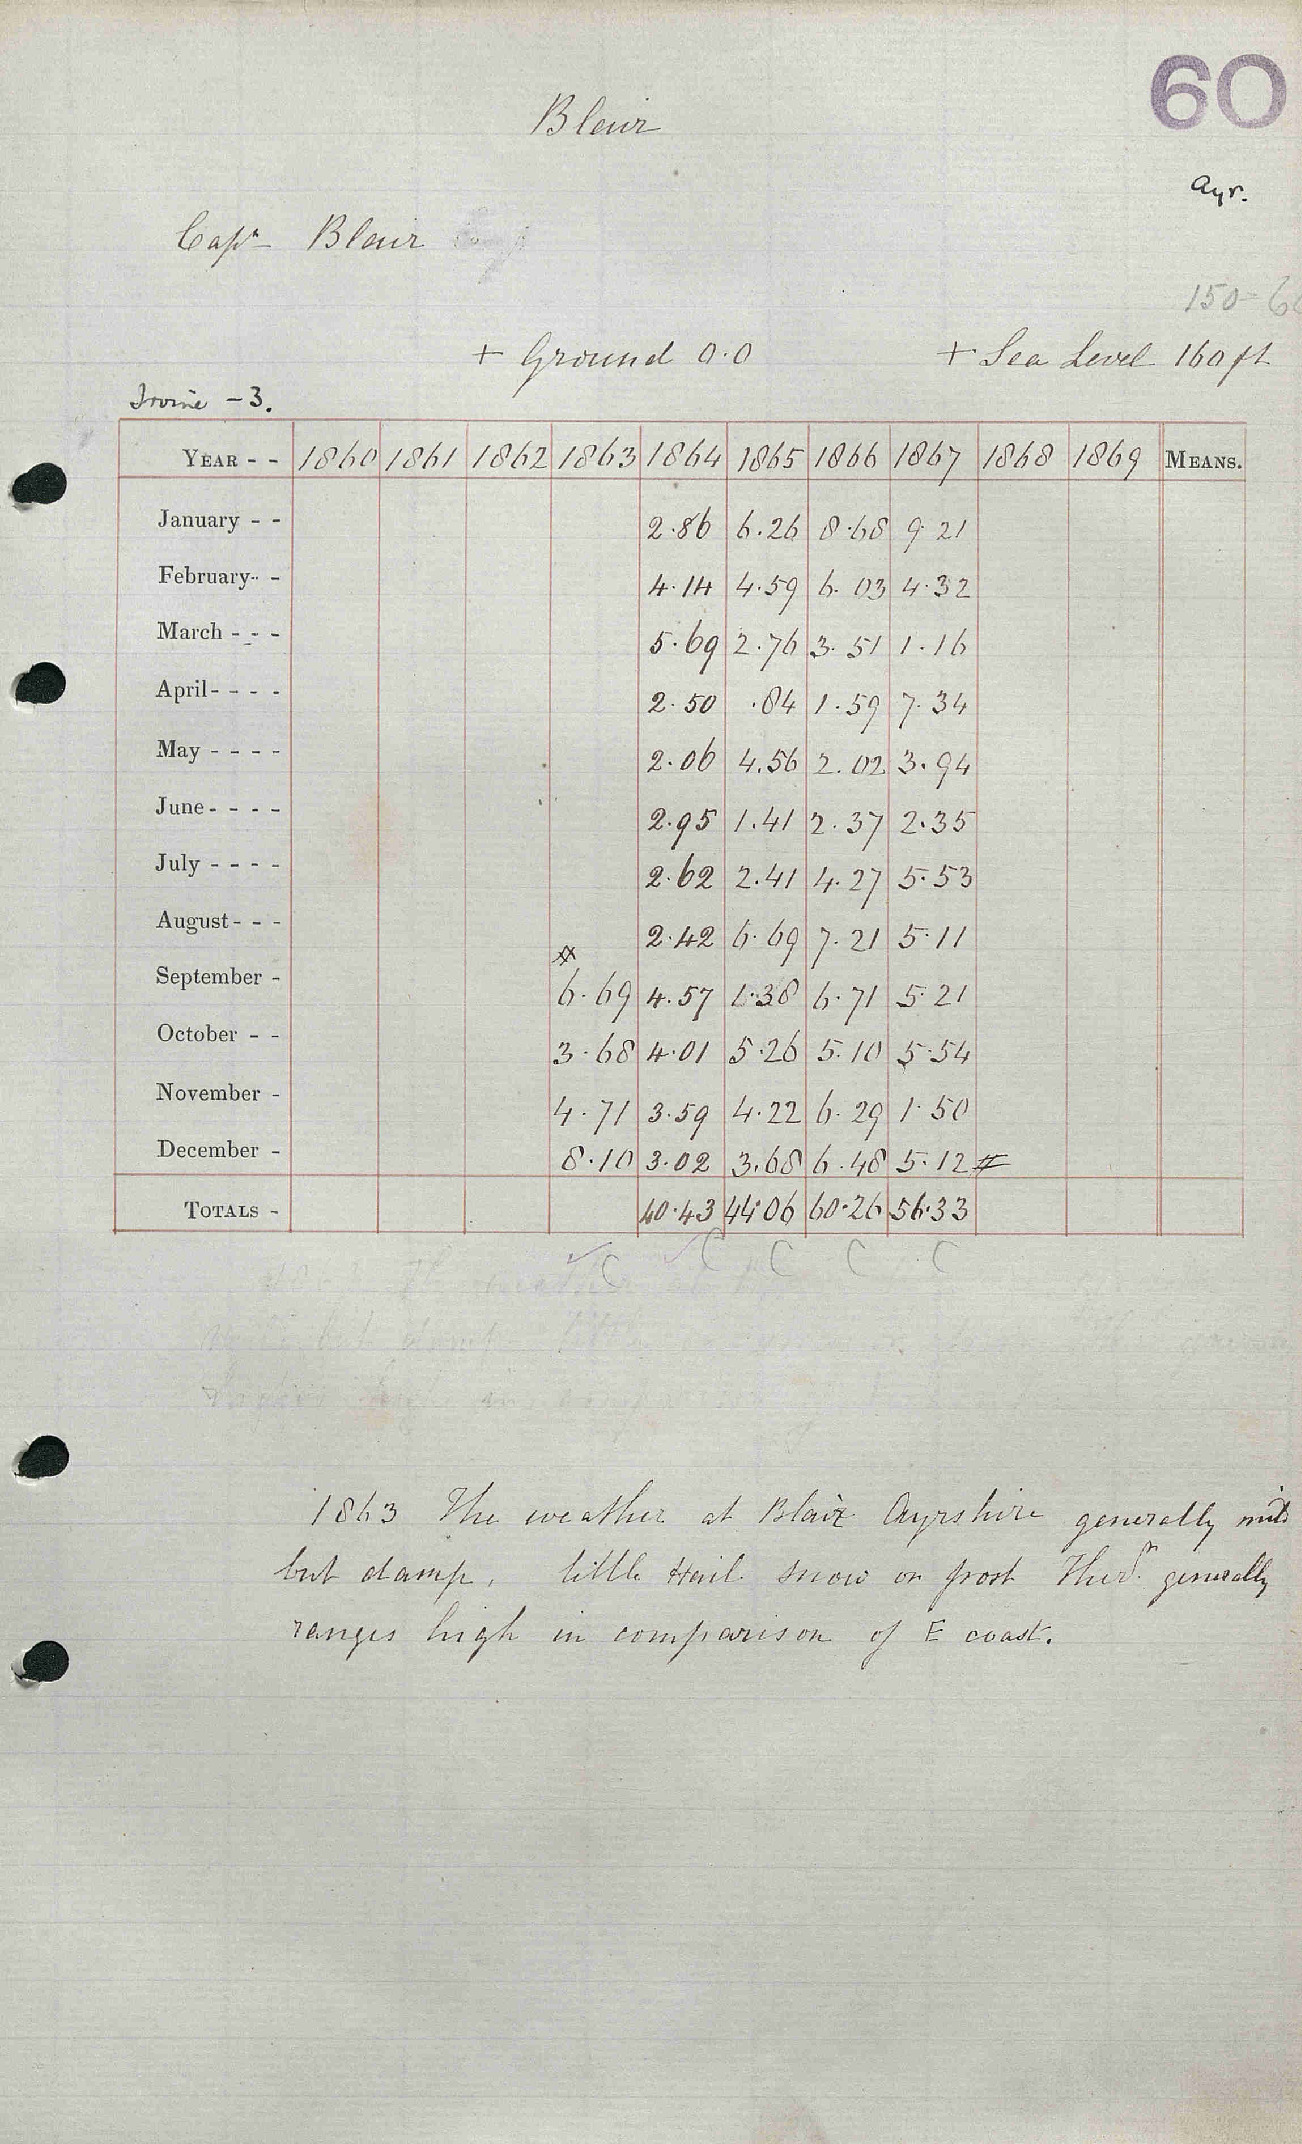 60
Blair
Ayr.
Capt Blair
150-6
+ Ground 0.0 + Sea Level 160 ft
Irvine - 3.
YEAR - - 1860 1861 1862 1863 1864 1865 1866 1867 1868 1869 MEANS.
January - - 2.86 6.26 8.68 9.21
February - - 4.14 4.59 6.03 4.32
March - - - 5.69 2.76 3.51 1.16
April - - - - 2.50 .84 1.59 7.34
May - - - - 2.06 4.56 2.02 3.94
June - - - - 2.95 1.41 2.37 2.35
July - - - - 2.62 2.41 4.27 5.53
August - - - 2.42 6.69 7.21 5.11
September - 6.69 4.57 1.38 6.71 5.21
October - - 3.68 4.01 5.26 5.10 5.54
November - 4.71 3.59 4.22 6.29 1.50
December - 8.10 3.02 3.68 6.48 5.12 #
TOTALS - 40.43 44.06 60.26 56.33
C C C C C
1863 The weather at Blair Ayrshire generally mild
but damp, little Hail snow or frost Therr. generally
ranges high in comparison of E coast.